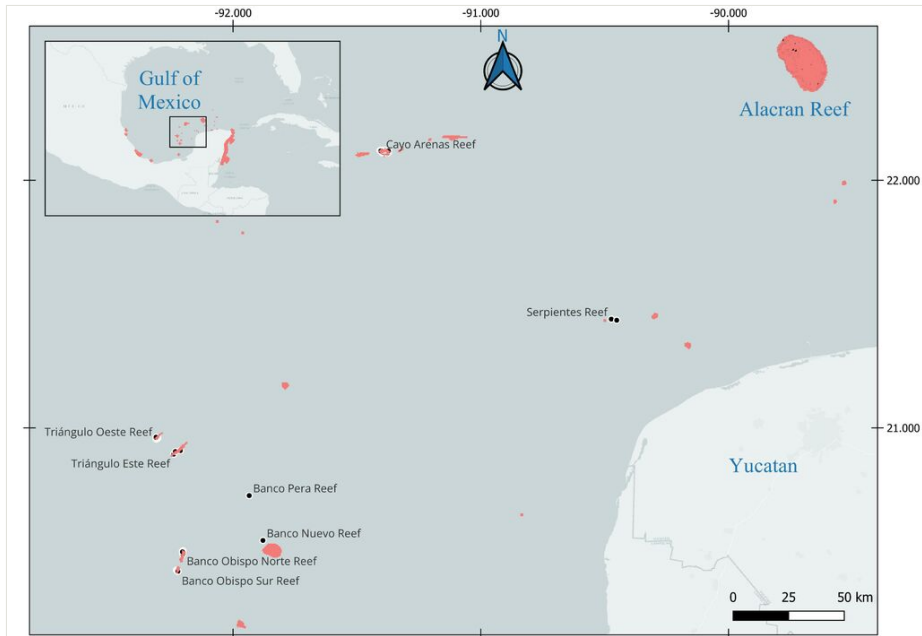 -92.000
-91.000
-90.000
N
Gulf of
Mexico
Alacran Reef
Cayo Arenas Reef
22.000
Serpientes Reef
21.000
Triángulo Oeste Reef
Triángulo Este Reef
Yucatan
Banco Pera Reef
Banco Nuevo Reef
Banco Obispo Norte Reef
Banco Obispo Sur Reef
0
25
50 km